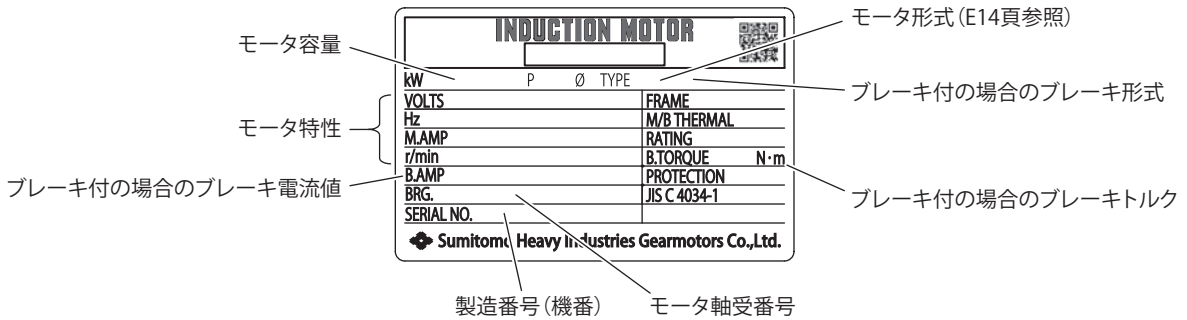 INDUCTION MOTOR
モータ形式（E14頁参照）
モータ容量
kW P Ø TYPE
ブレーキ付の場合のブレーキ形式
VOLTS FRAME
Hz M/B THERMAL
モータ特性
M.AMP RATING
r/min B.TORQUE N・m
ブレーキ付の場合のブレーキ電流値
B.AMP PROTECTION
ブレーキ付の場合のブレーキトルク
BRG. JIS C 4034-1
SERIAL NO.
Sumitomo Heavy Industries Gearmotors Co.,Ltd.
製造番号（機番） モータ軸受番号